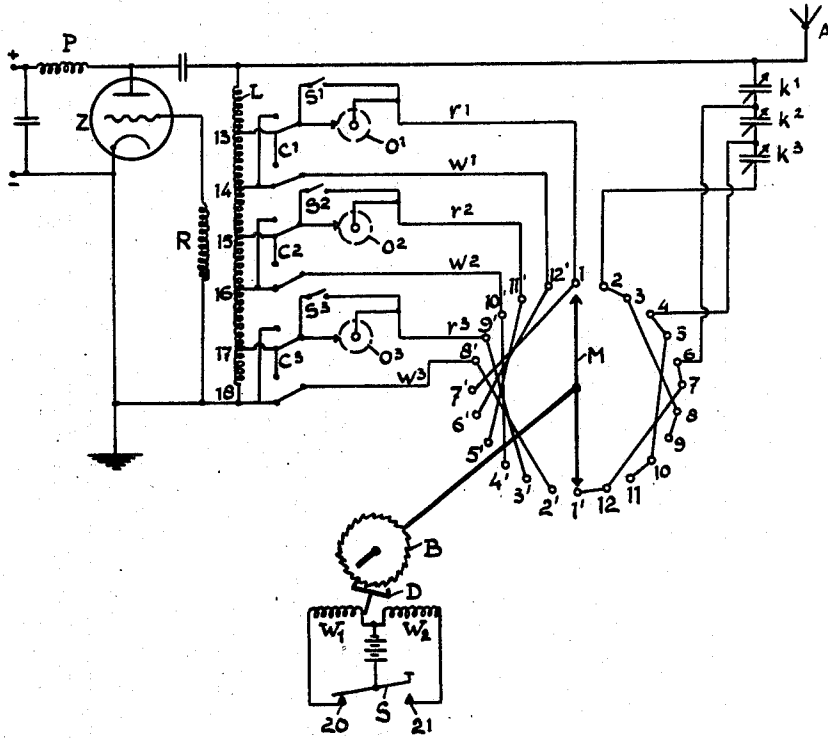 A
P
+
k¹
L
S¹
k²
Z
r¹
13
O¹
C¹
k³
-
14
w¹
S²
r²
R
15
O²
C²
w²
16
12'
1
11'
2
3
10'
4
S³
r³
9'
5
17
C³
O³
8'
M
6
18
w³
7'
7
6'
8
5'
9
4'
10
3'
2'
1'
12
11
B
D
W₁
W₂
S
20
21